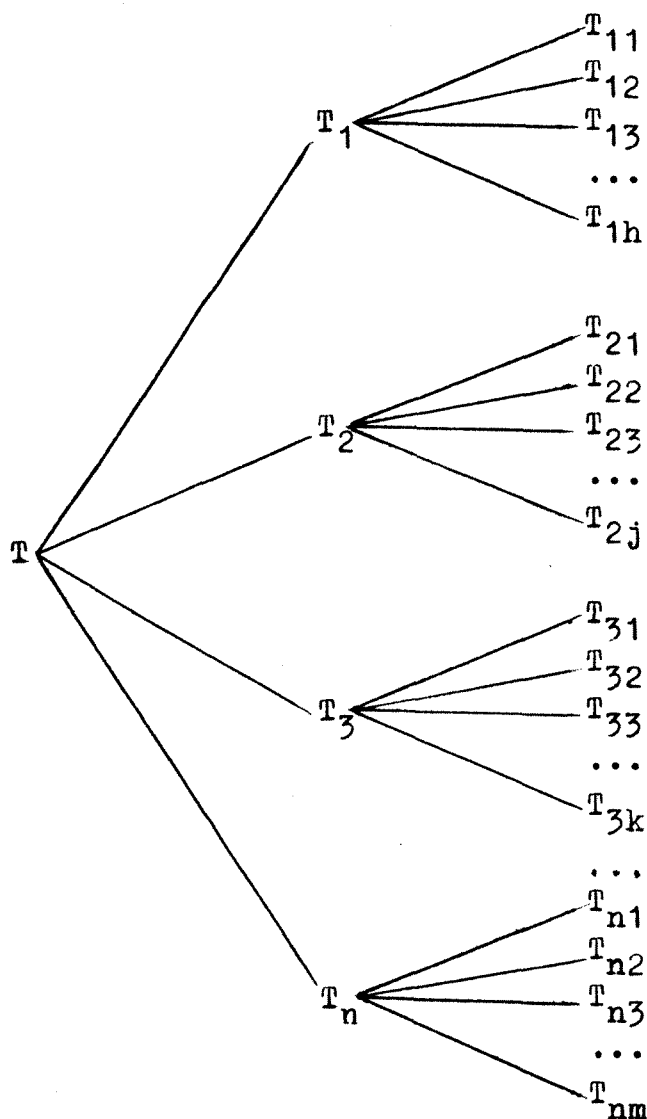 T₁₁
T₁₂
T₁
T₁₃
...
T₁ₕ
T₂₁
T₂₂
T₂
T₂₃
...
T₂ⱼ
T
T₃₁
T₃₂
T₃
T₃₃
...
T₃ₖ
...
Tₙ₁
Tₙ₂
Tₙ
Tₙ₃
...
Tₙₘ